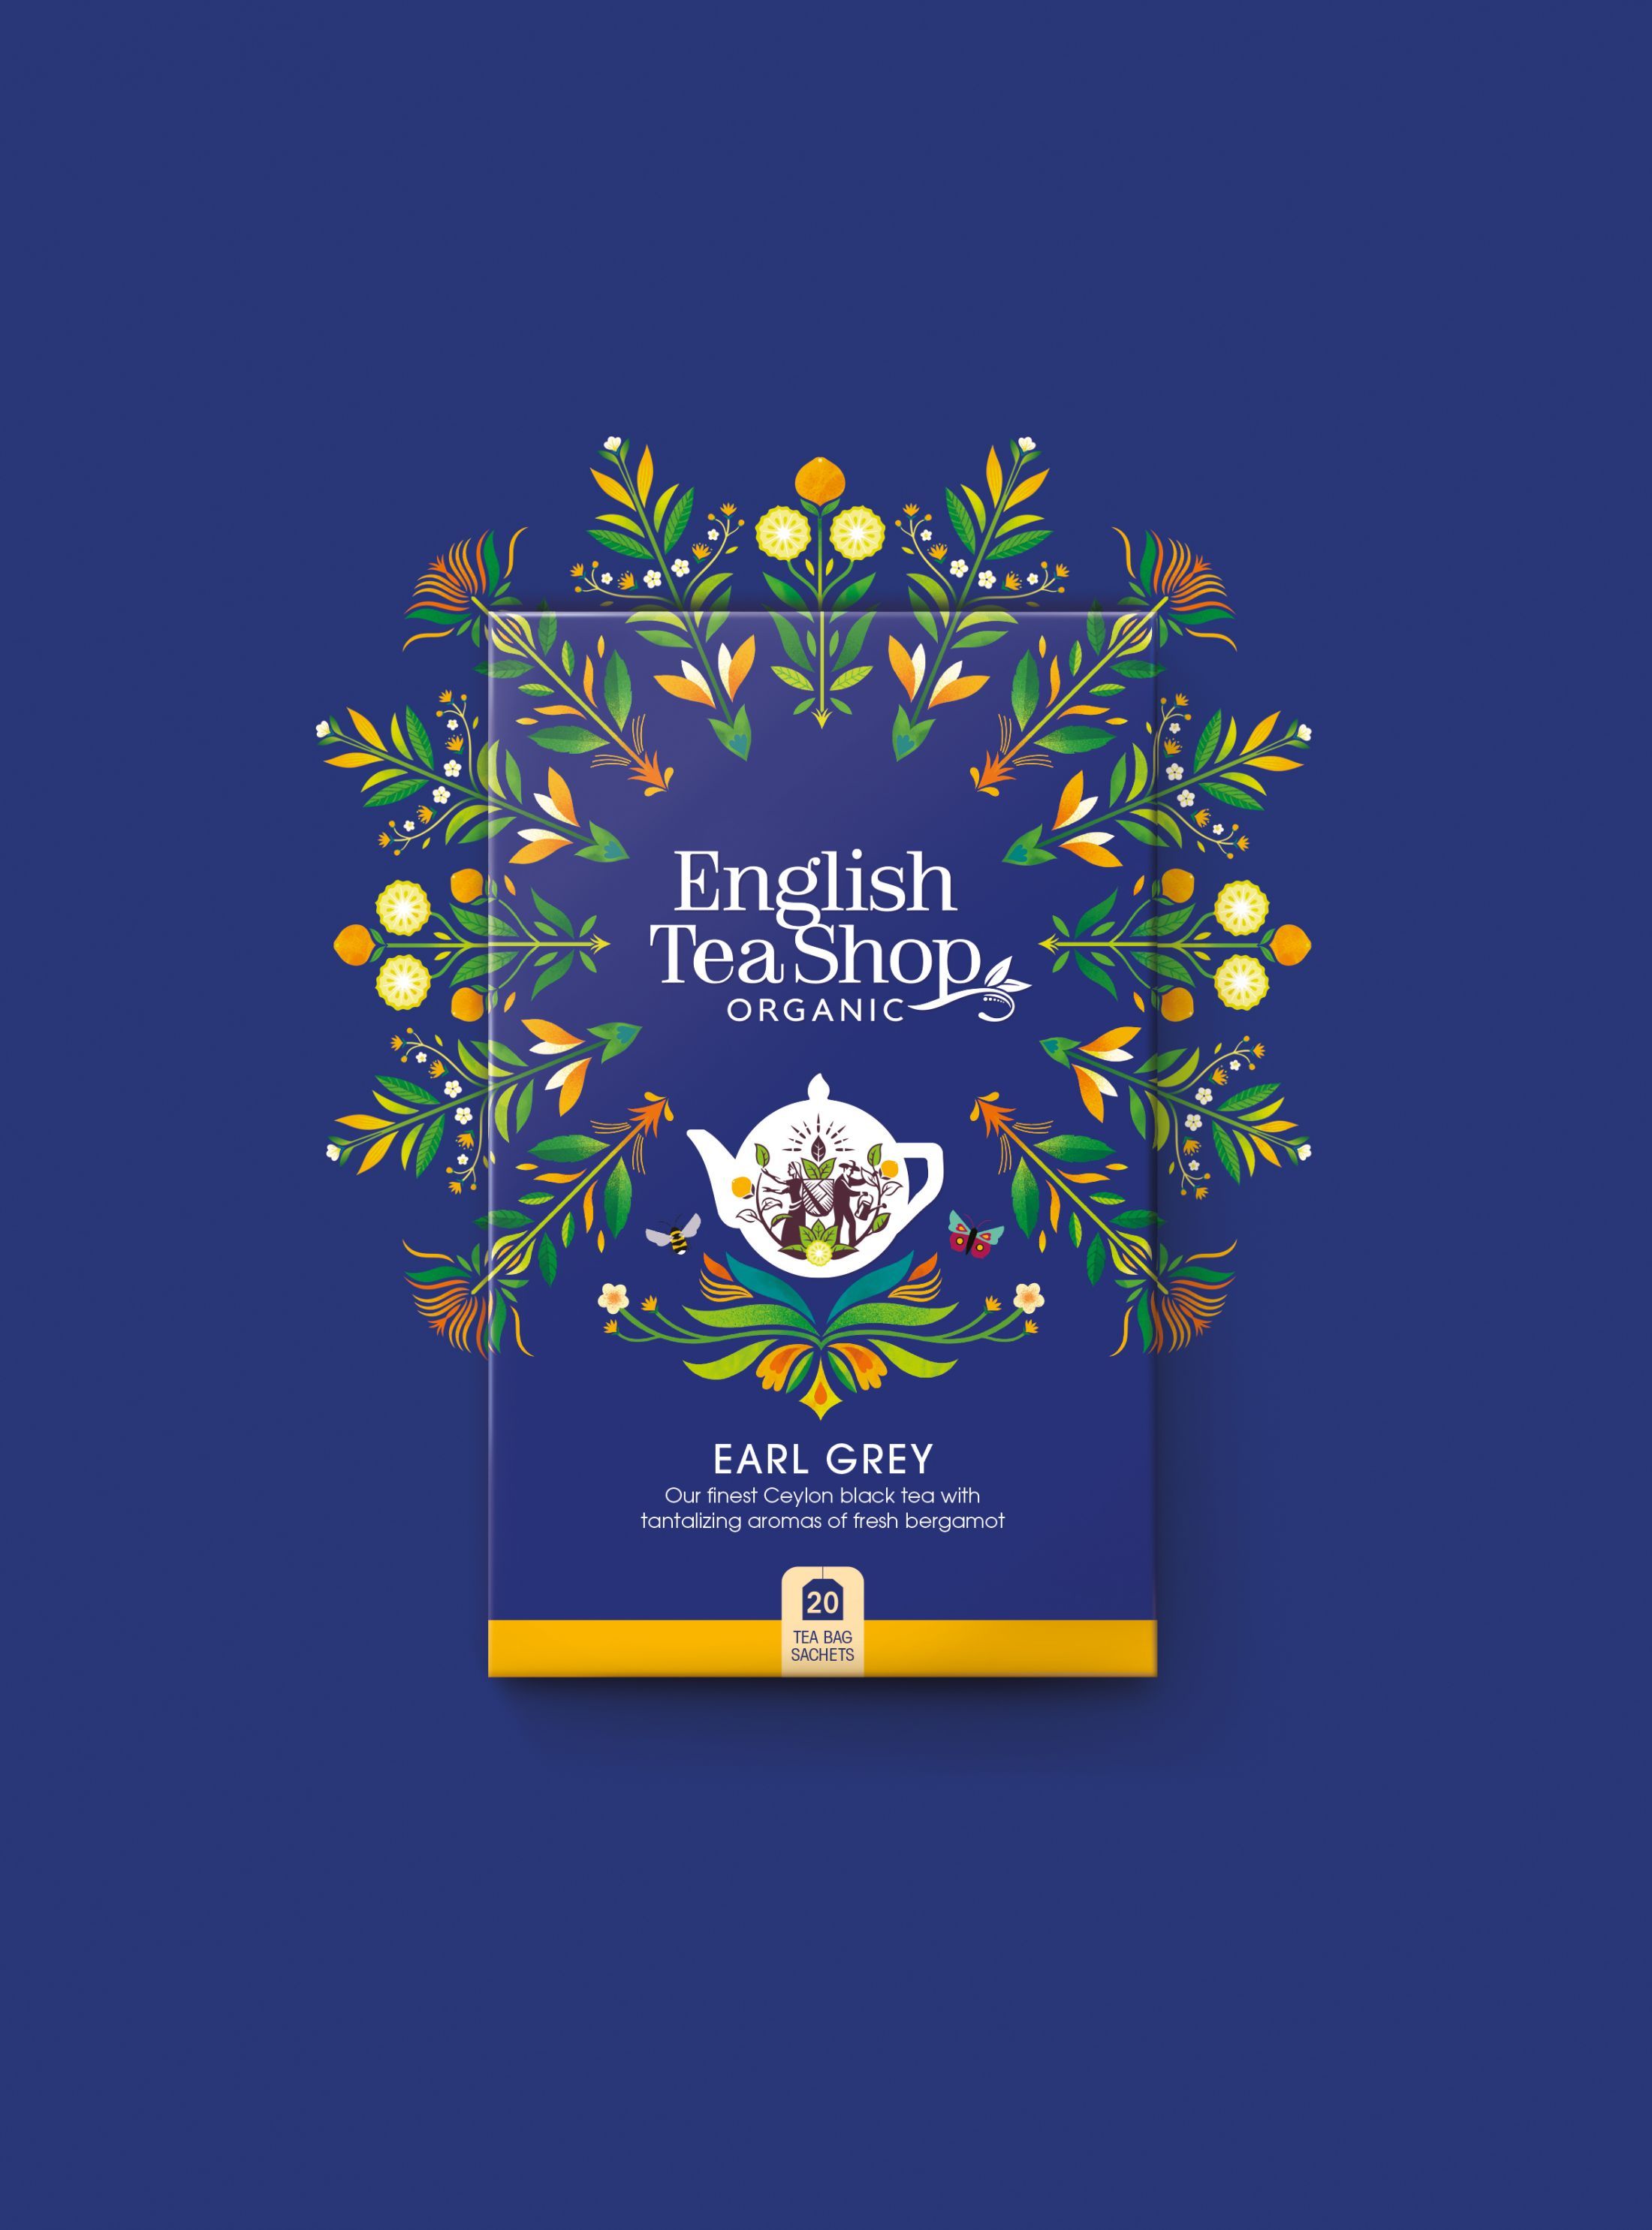 English
Tea Shop
ORGANIC
EARL GREY
Our finest Ceylon black tea with
tantalizing aromas of fresh bergamot
20
TEA BAG
SACHETS